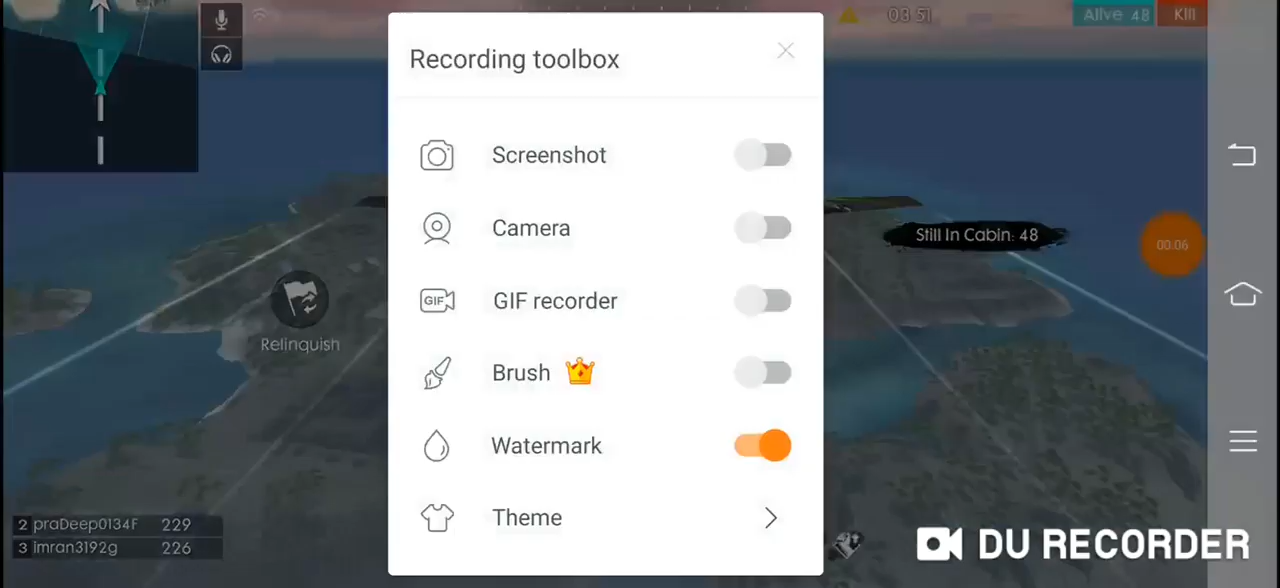 03:51
Alive 48 Kill
Recording toolbox
Screenshot
Camera
Still In Cabin: 48
00:06
GIF GIF recorder
Relinquish
Brush
Watermark
Theme
2 praDeep0134F 229
3 imran3192g 226
DU RECORDER